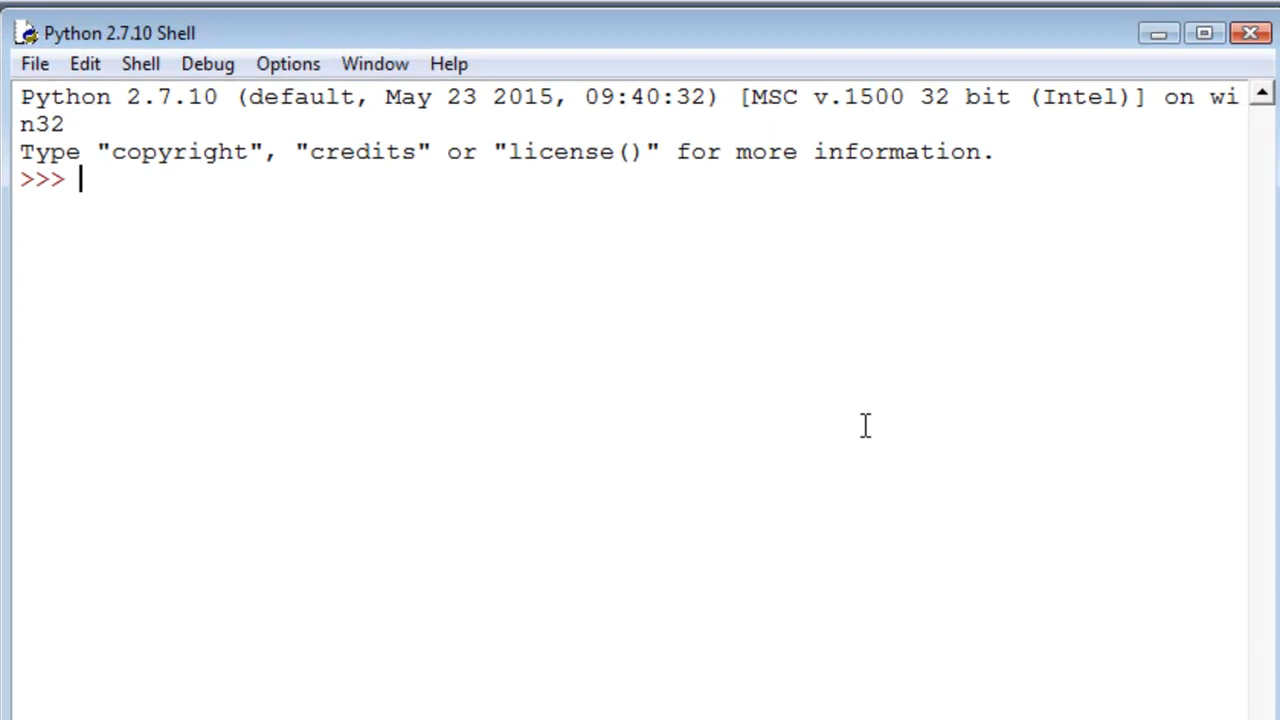 Python 2.7.10 Shell
File Edit Shell Debug Options Window Help
Python 2.7.10 (default, May 23 2015, 09:40:32) [MSC v.1500 32 bit (Intel)] on wi
n32
Type "copyright", "credits" or "license()" for more information.
>>>